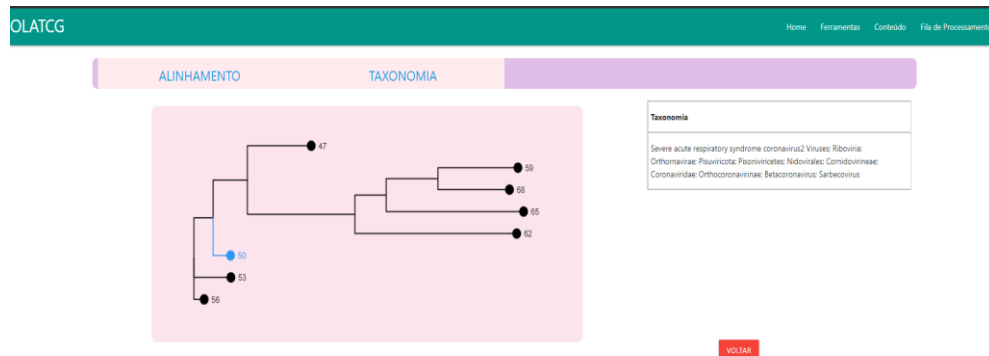 OLATCG
Home Ferramentas Conteúdo Fila de Processamento
ALINHAMENTO TAXONOMIA
Taxonomia
Severe acute respiratory syndrome coronavirus2 Viruses; Riboviria;
Orthornavirae; Pisuviricota; Pisoniviricetes; Nidovirales; Cornidovirineae;
Coronaviridae; Orthocoronavirinae; Betacoronavirus; Sarbecovirus
47
59
68
65
62
50
53
56
VOLTAR